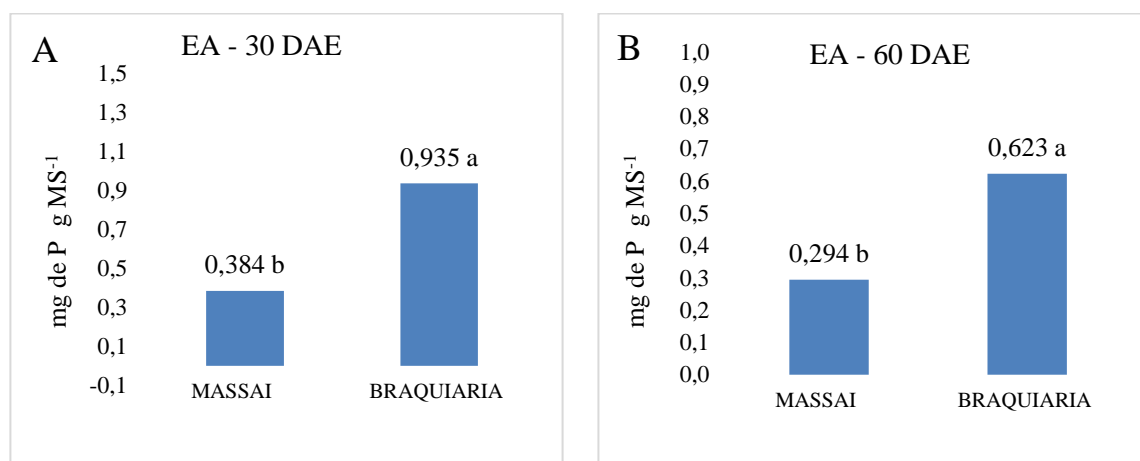 A
EA - 30 DAE
mg de P g MS-1
1,5
1,3
1,1
0,9
0,7
0,5
0,3
0,1
-0,1
0,384 b
0,935 a
MASSAI
BRAQUIARIA
B
EA - 60 DAE
mg de P g MS-1
1,0
0,9
0,8
0,7
0,6
0,5
0,4
0,3
0,2
0,1
0,0
0,294 b
0,623 a
MASSAI
BRAQUIARIA